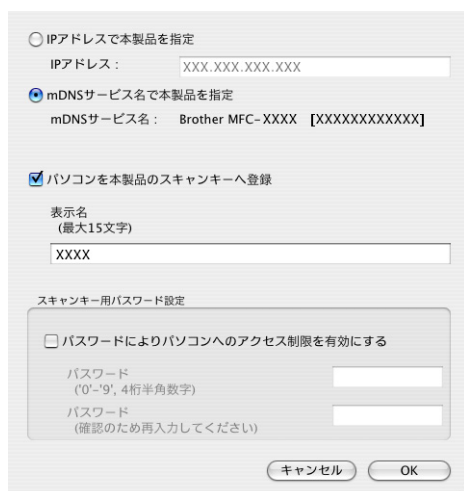 IPアドレスで本製品を指定
IPアドレス： XXX.XXX.XXX.XXX
mDNSサービス名で本製品を指定
mDNSサービス名： Brother MFC-XXXX [XXXXXXXXXXXX]
パソコンを本製品のスキャンキーへ登録
表示名
(最大15文字)
XXXX
スキャンキー用パスワード設定
パスワードによりパソコンへのアクセス制限を有効にする
パスワード
('0'-'9', 4桁半角数字)
パスワード
(確認のため再入力してください)
キャンセル OK